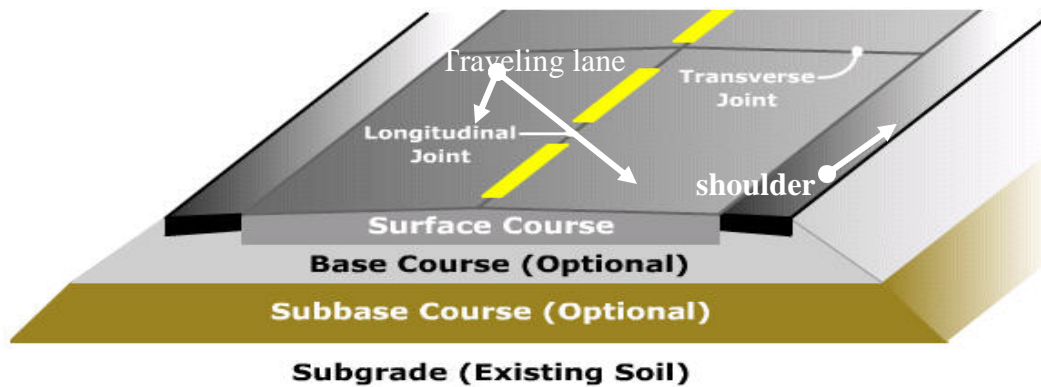 Traveling lane
Transverse
Joint
Longitudinal
Joint
shoulder
Surface Course
Base Course (Optional)
Subbase Course (Optional)
Subgrade (Existing Soil)